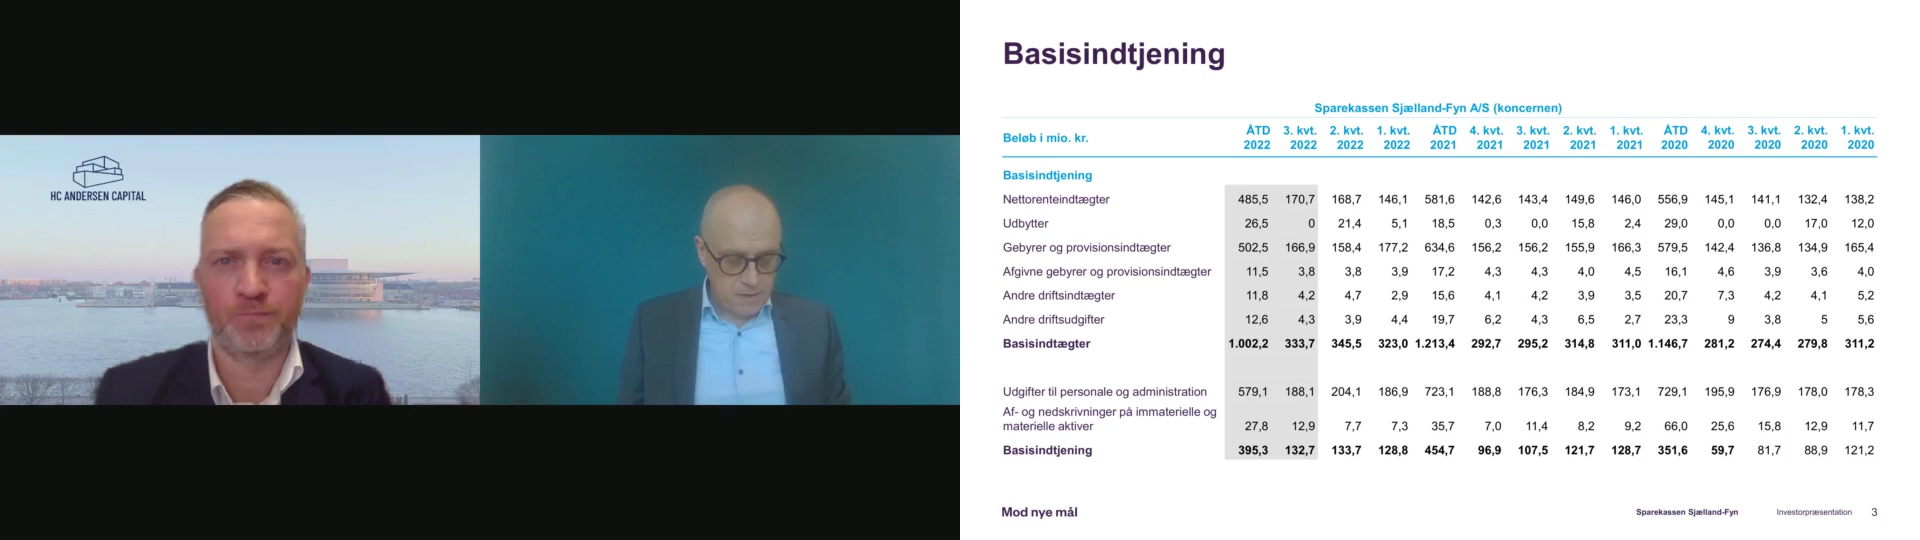 HC ANDERSEN CAPITAL
Basisindtjening
Sparekassen Sjælland-Fyn A/S (koncernen)
Beløb i mio. kr. ÅTD 2022 3. kvt. 2022 2. kvt. 2022 1. kvt. 2022 ÅTD 2021 4. kvt. 2021 3. kvt. 2021 2. kvt. 2021 1. kvt. 2021 ÅTD 2020 4. kvt. 2020 3. kvt. 2020 2. kvt. 2020 1. kvt. 2020
Basisindtjening
Nettorenteindtægter 485,5 170,7 168,7 146,1 581,6 142,6 143,4 149,6 146,0 556,9 145,1 141,1 132,4 138,2
Udbytter 26,5 0 21,4 5,1 18,5 0,3 0,0 15,8 2,4 29,0 0,0 0,0 17,0 12,0
Gebyrer og provisionsindtægter 502,5 166,9 158,4 177,2 634,6 156,2 156,2 155,9 166,3 579,5 142,4 136,8 134,9 165,4
Afgivne gebyrer og provisionsindtægter 11,5 3,8 3,8 3,9 17,2 4,3 4,3 4,0 4,5 16,1 4,6 3,9 3,6 4,0
Andre driftsindtægter 11,8 4,2 4,7 2,9 15,6 4,1 4,2 3,9 3,5 20,7 7,3 4,2 4,1 5,2
Andre driftsudgifter 12,6 4,3 3,9 4,4 19,7 6,2 4,3 6,5 2,7 23,3 9 3,8 5 5,6
Basisindtægter 1.002,2 333,7 345,5 323,0 1.213,4 292,7 295,2 314,8 311,0 1.146,7 281,2 274,4 279,8 311,2
Udgifter til personale og administration 579,1 188,1 204,1 186,9 723,1 188,8 176,3 184,9 173,1 729,1 195,9 176,9 178,0 178,3
Af- og nedskrivninger på immaterielle og
materielle aktiver 27,8 12,9 7,7 7,3 35,7 7,0 11,4 8,2 9,2 66,0 25,6 15,8 12,9 11,7
Basisindtjening 395,3 132,7 133,7 128,8 454,7 96,9 107,5 121,7 128,7 351,6 59,7 81,7 88,9 121,2
Mod nye mål
Sparekassen Sjælland-Fyn Investorpræsentation 3